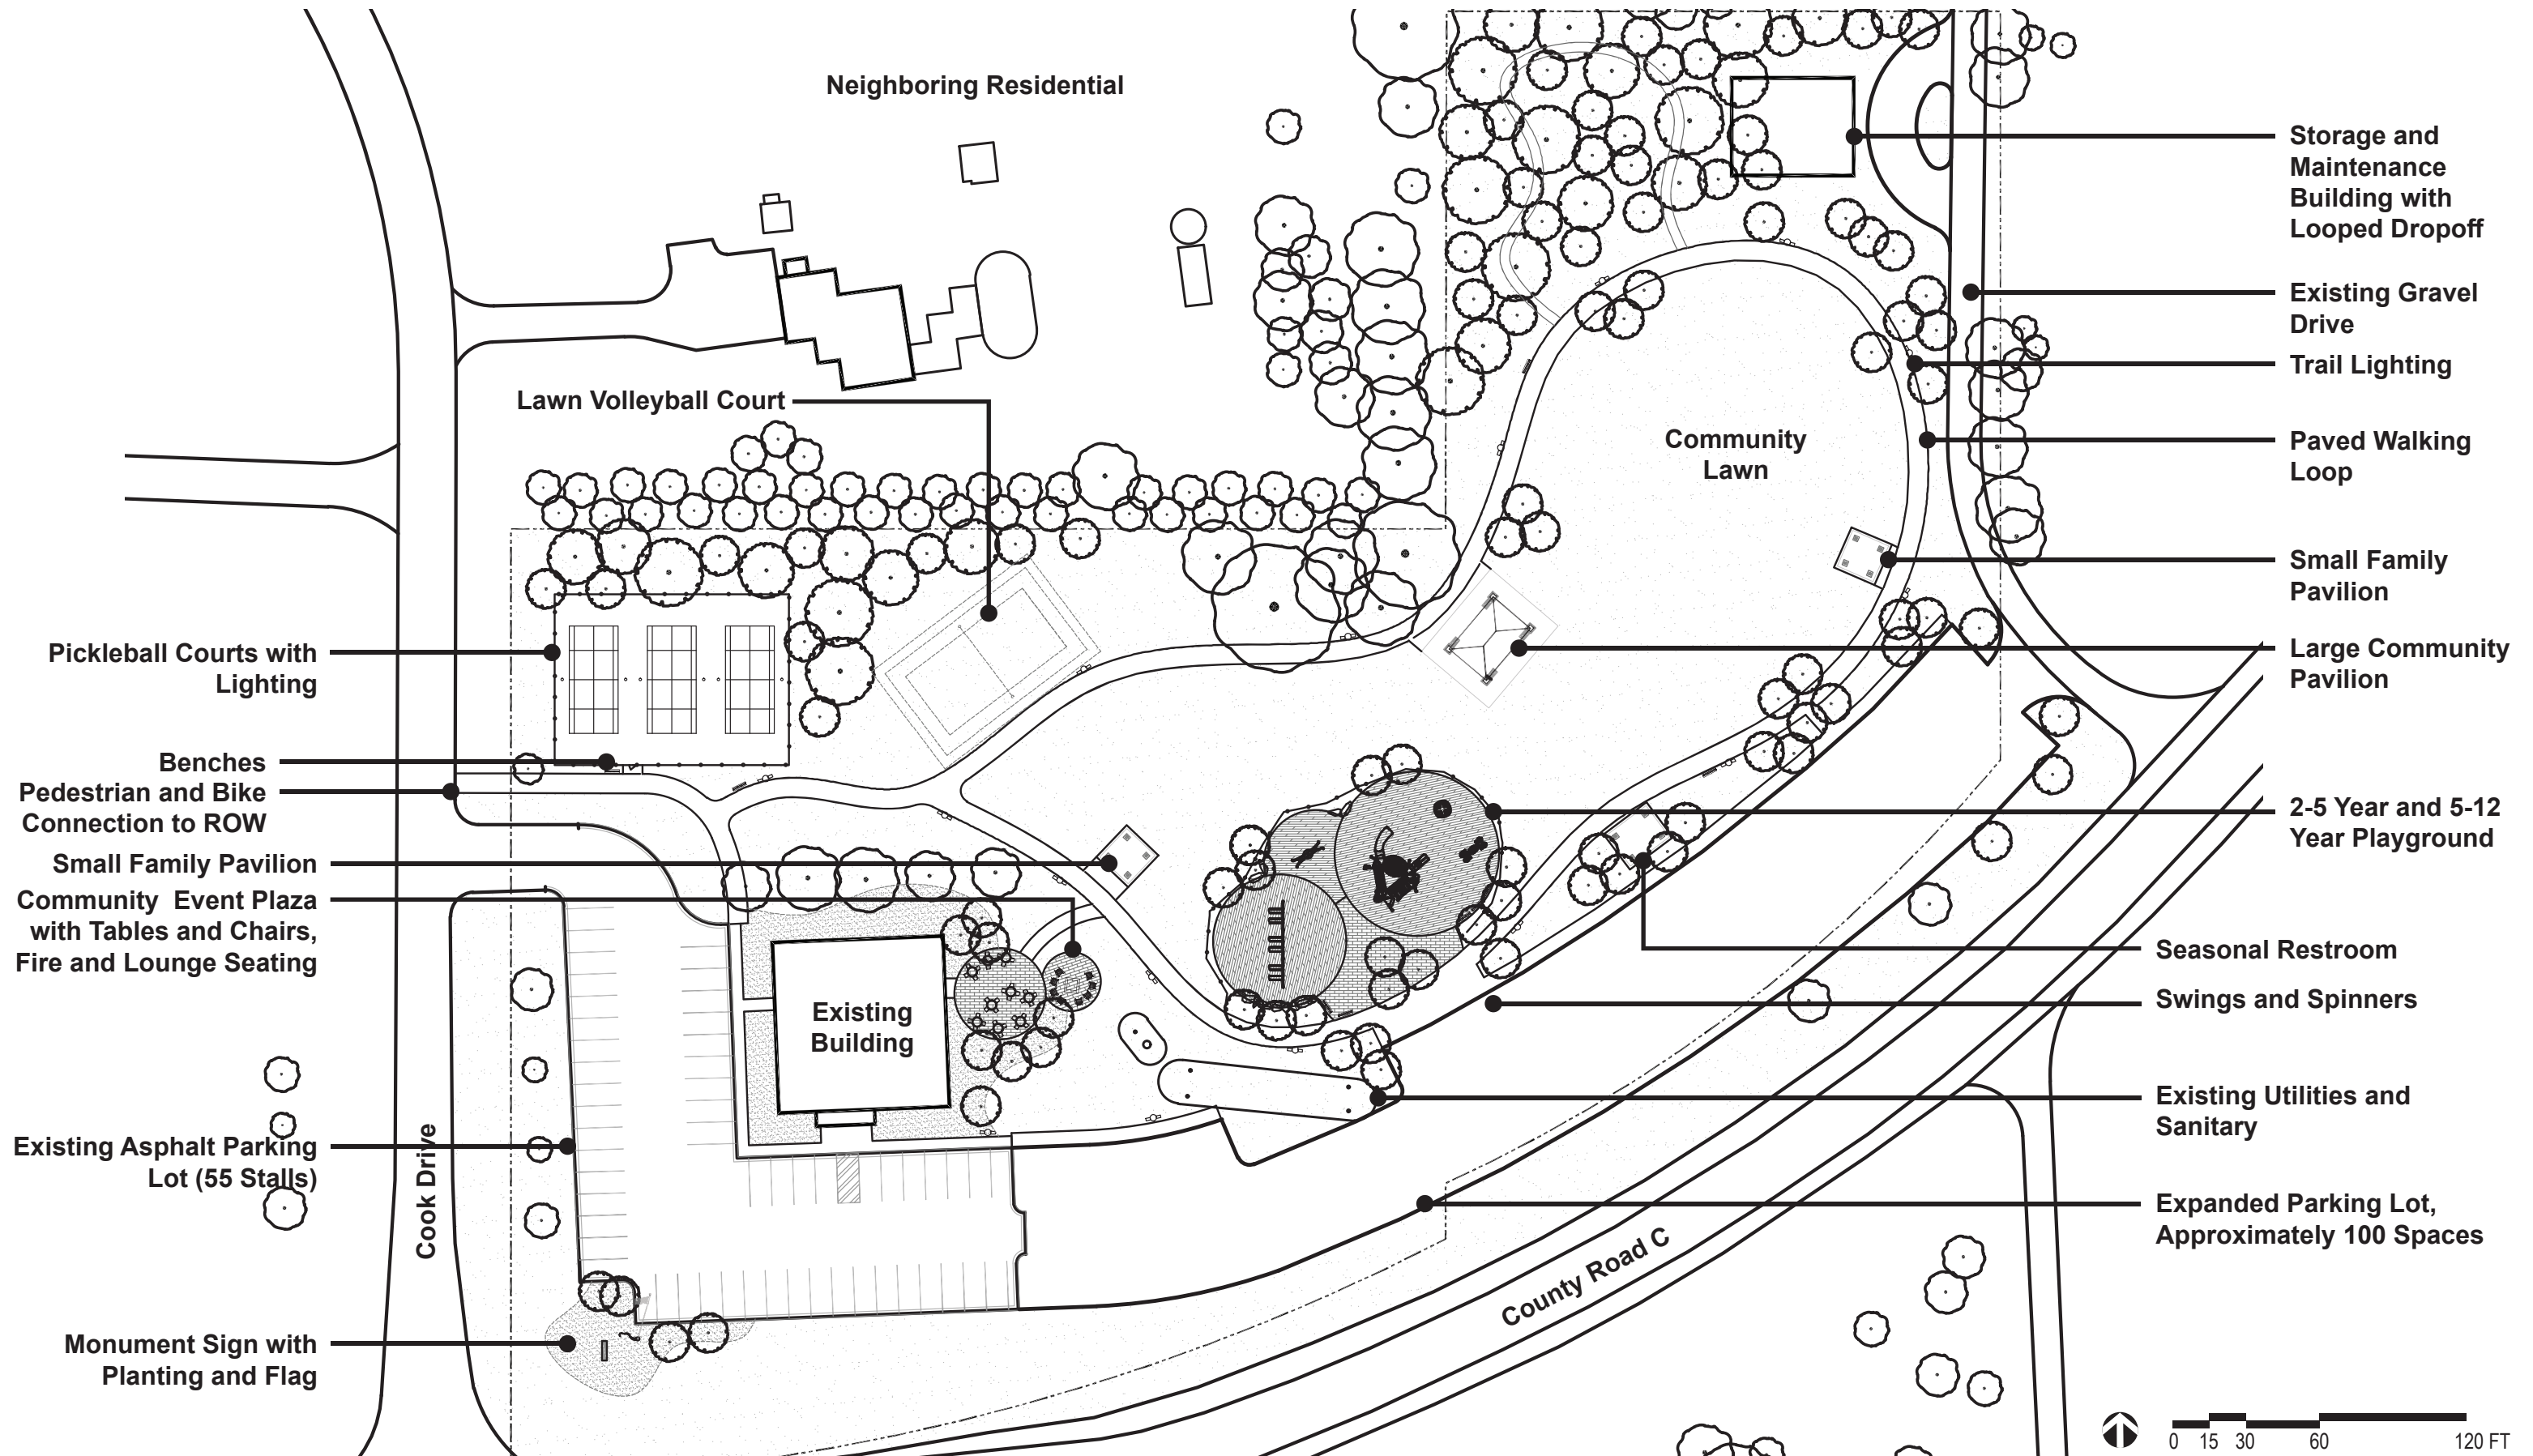 Neighboring Residential
Storage and
Maintenance
Building with
Looped Dropoff
Existing Gravel
Drive
Trail Lighting
Lawn Volleyball Court
Community
Lawn
Paved Walking
Loop
Small Family
Pavilion
Pickleball Courts with
Lighting
Large Community
Pavilion
Benches
Pedestrian and Bike
Connection to ROW
2-5 Year and 5-12
Year Playground
Small Family Pavilion
Community Event Plaza
with Tables and Chairs,
Fire and Lounge Seating
Seasonal Restroom
Swings and Spinners
Existing
Building
Existing Utilities and
Sanitary
Existing Asphalt Parking
Lot (55 Stalls)
Cook Drive
Expanded Parking Lot,
Approximately 100 Spaces
County Road C
Monument Sign with
Planting and Flag
0 15 30 60 120 FT